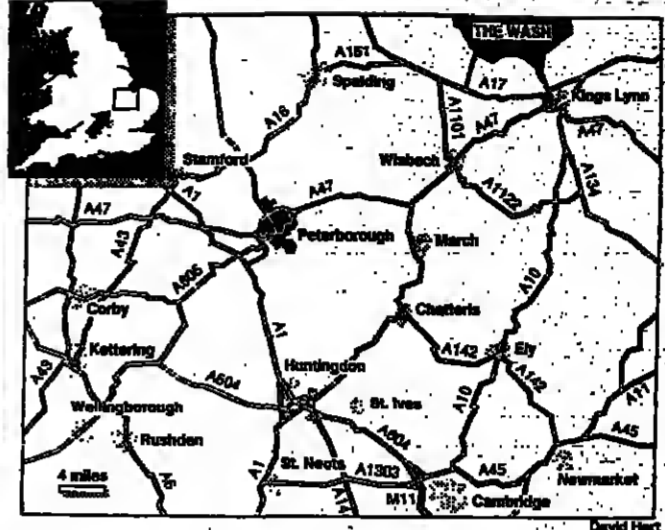 THE WASH
A151
Spalding
A17
Kings Lynn
A16
A1101
A47
A47
Stamford
Wisbech
A1
A47
A1122
A134
A47
Peterborough
March
A43
A605
A10
Corby
Chatteris
A1
Kettering
A142
Ely
Huntingdon
A43
A604
A142
A11
St. Ives
A10
Wellingborough
A604
A45
Rushden
4 miles
St. Neots
A1
A1303
A45
Newmarket
A6
A14
M11
Cambridge
David Hart